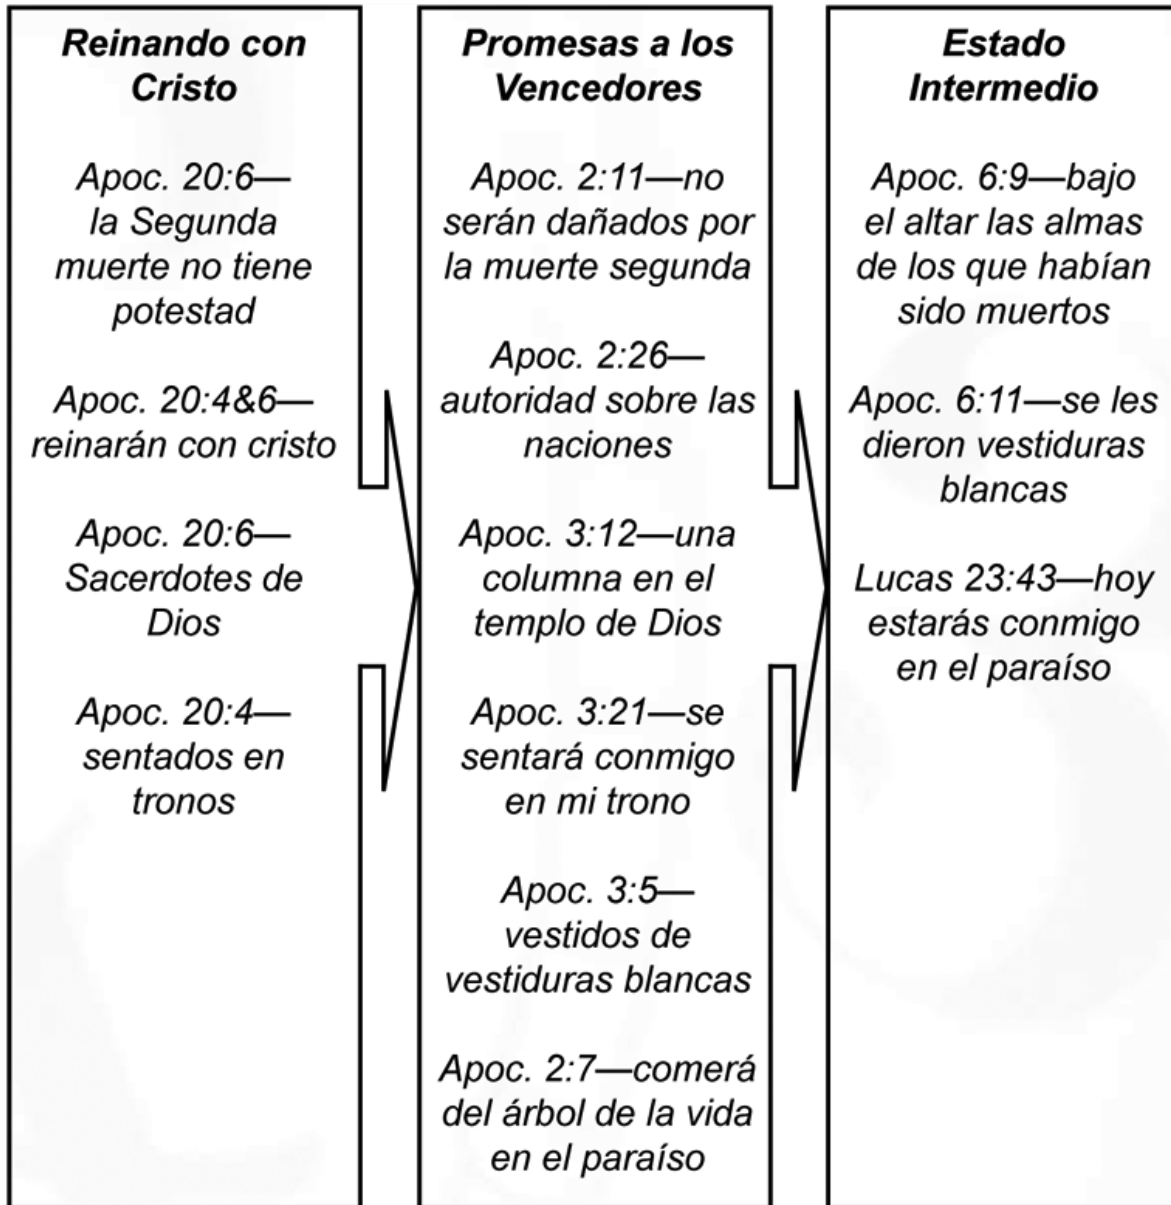 Reinando con
Cristo
Apoc. 20:6—
la Segunda
muerte no tiene
potestad
Apoc. 20:4&6—
reinarán con cristo
Apoc. 20:6—
Sacerdotes de
Dios
Apoc. 20:4—
sentados en
tronos
Promesas a los
Vencedores
Apoc. 2:11—no
serán dañados por
la muerte segunda
Apoc. 2:26—
autoridad sobre las
naciones
Apoc. 3:12—una
columna en el
templo de Dios
Apoc. 3:21—se
sentará conmigo
en mi trono
Apoc. 3:5—
vestidos de
vestiduras blancas
Apoc. 2:7—comerá
del árbol de la vida
en el paraíso
Estado
Intermedio
Apoc. 6:9—bajo
el altar las almas
de los que habían
sido muertos
Apoc. 6:11—se les
dieron vestiduras
blancas
Lucas 23:43—hoy
estarás conmigo
en el paraíso